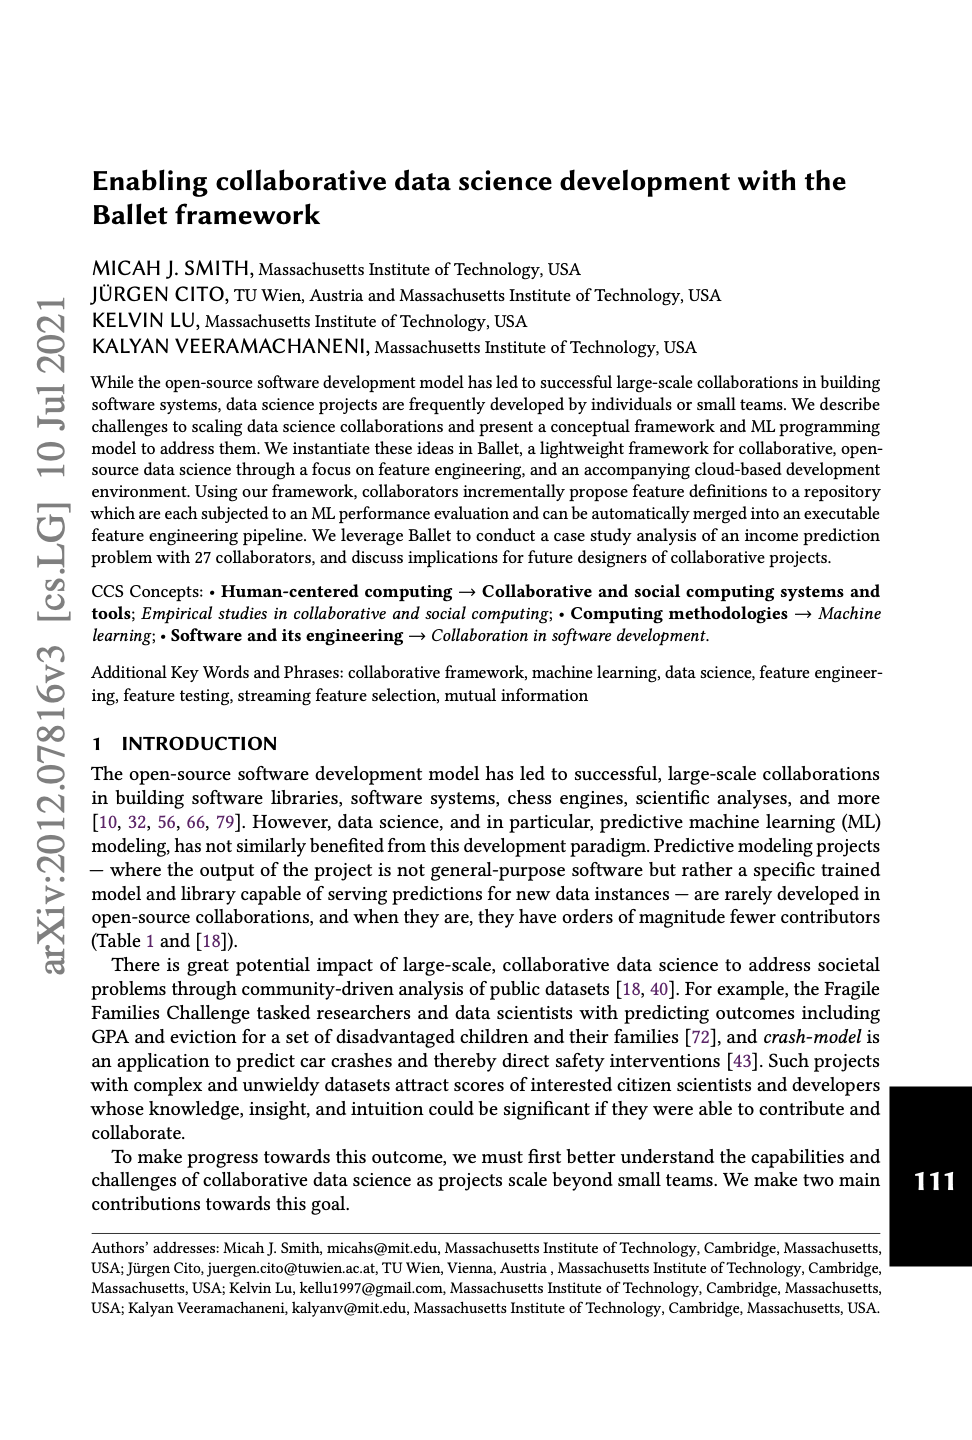 Enabling collaborative data science development with the
Ballet framework
MICAH J. SMITH, Massachusetts Institute of Technology, USA
JÜRGEN CITO, TU Wien, Austria and Massachusetts Institute of Technology, USA
KELVIN LU, Massachusetts Institute of Technology, USA
KALYAN VEERAMACHANENI, Massachusetts Institute of Technology, USA
While the open-source software development model has led to successful large-scale collaborations in building
software systems, data science projects are frequently developed by individuals or small teams. We describe
challenges to scaling data science collaborations and present a conceptual framework and ML programming
model to address them. We instantiate these ideas in Ballet, a lightweight framework for collaborative, open-
source data science through a focus on feature engineering, and an accompanying cloud-based development
environment. Using our framework, collaborators incrementally propose feature definitions to a repository
which are each subjected to an ML performance evaluation and can be automatically merged into an executable
feature engineering pipeline. We leverage Ballet to conduct a case study analysis of an income prediction
problem with 27 collaborators, and discuss implications for future designers of collaborative projects.
CCS Concepts: • Human-centered computing → Collaborative and social computing systems and
tools; Empirical studies in collaborative and social computing; • Computing methodologies → Machine
learning; • Software and its engineering → Collaboration in software development.
Additional Key Words and Phrases: collaborative framework, machine learning, data science, feature engineer-
ing, feature testing, streaming feature selection, mutual information
1 INTRODUCTION
The open-source software development model has led to successful, large-scale collaborations
in building software libraries, software systems, chess engines, scientific analyses, and more
[10, 32, 56, 66, 79]. However, data science, and in particular, predictive machine learning (ML)
modeling, has not similarly benefited from this development paradigm. Predictive modeling projects
— where the output of the project is not general-purpose software but rather a specific trained
model and library capable of serving predictions for new data instances — are rarely developed in
open-source collaborations, and when they are, they have orders of magnitude fewer contributors
(Table 1 and [18]).
There is great potential impact of large-scale, collaborative data science to address societal
problems through community-driven analysis of public datasets [18, 40]. For example, the Fragile
Families Challenge tasked researchers and data scientists with predicting outcomes including
GPA and eviction for a set of disadvantaged children and their families [72], and crash-model is
an application to predict car crashes and thereby direct safety interventions [43]. Such projects
with complex and unwieldy datasets attract scores of interested citizen scientists and developers
whose knowledge, insight, and intuition could be significant if they were able to contribute and
collaborate.
To make progress towards this outcome, we must first better understand the capabilities and
challenges of collaborative data science as projects scale beyond small teams. We make two main
contributions towards this goal.
Authors' addresses: Micah J. Smith, micahs@mit.edu, Massachusetts Institute of Technology, Cambridge, Massachusetts,
USA; Jürgen Cito, juergen.cito@tuwien.ac.at, TU Wien, Vienna, Austria , Massachusetts Institute of Technology, Cambridge,
Massachusetts, USA; Kelvin Lu, kellu1997@gmail.com, Massachusetts Institute of Technology, Cambridge, Massachusetts,
USA; Kalyan Veeramachaneni, kalyanv@mit.edu, Massachusetts Institute of Technology, Cambridge, Massachusetts, USA.
111
arXiv:2012.07816v3 [cs.LG] 10 Jul 2021